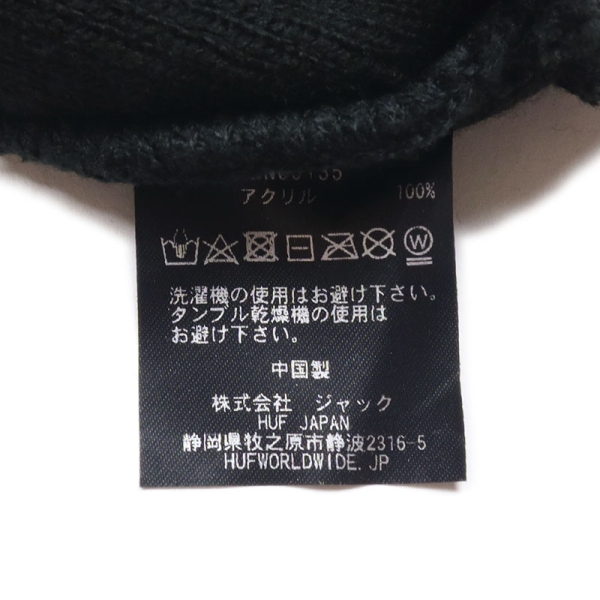 アクリル 100%
W
洗濯機の使用はお避け下さい。
タンブル乾燥機の使用は
お避け下さい。
中国製
株式会社 ジャック
HUF JAPAN
静岡県牧之原市静波2316-5
HUFWORLDWIDE.JP